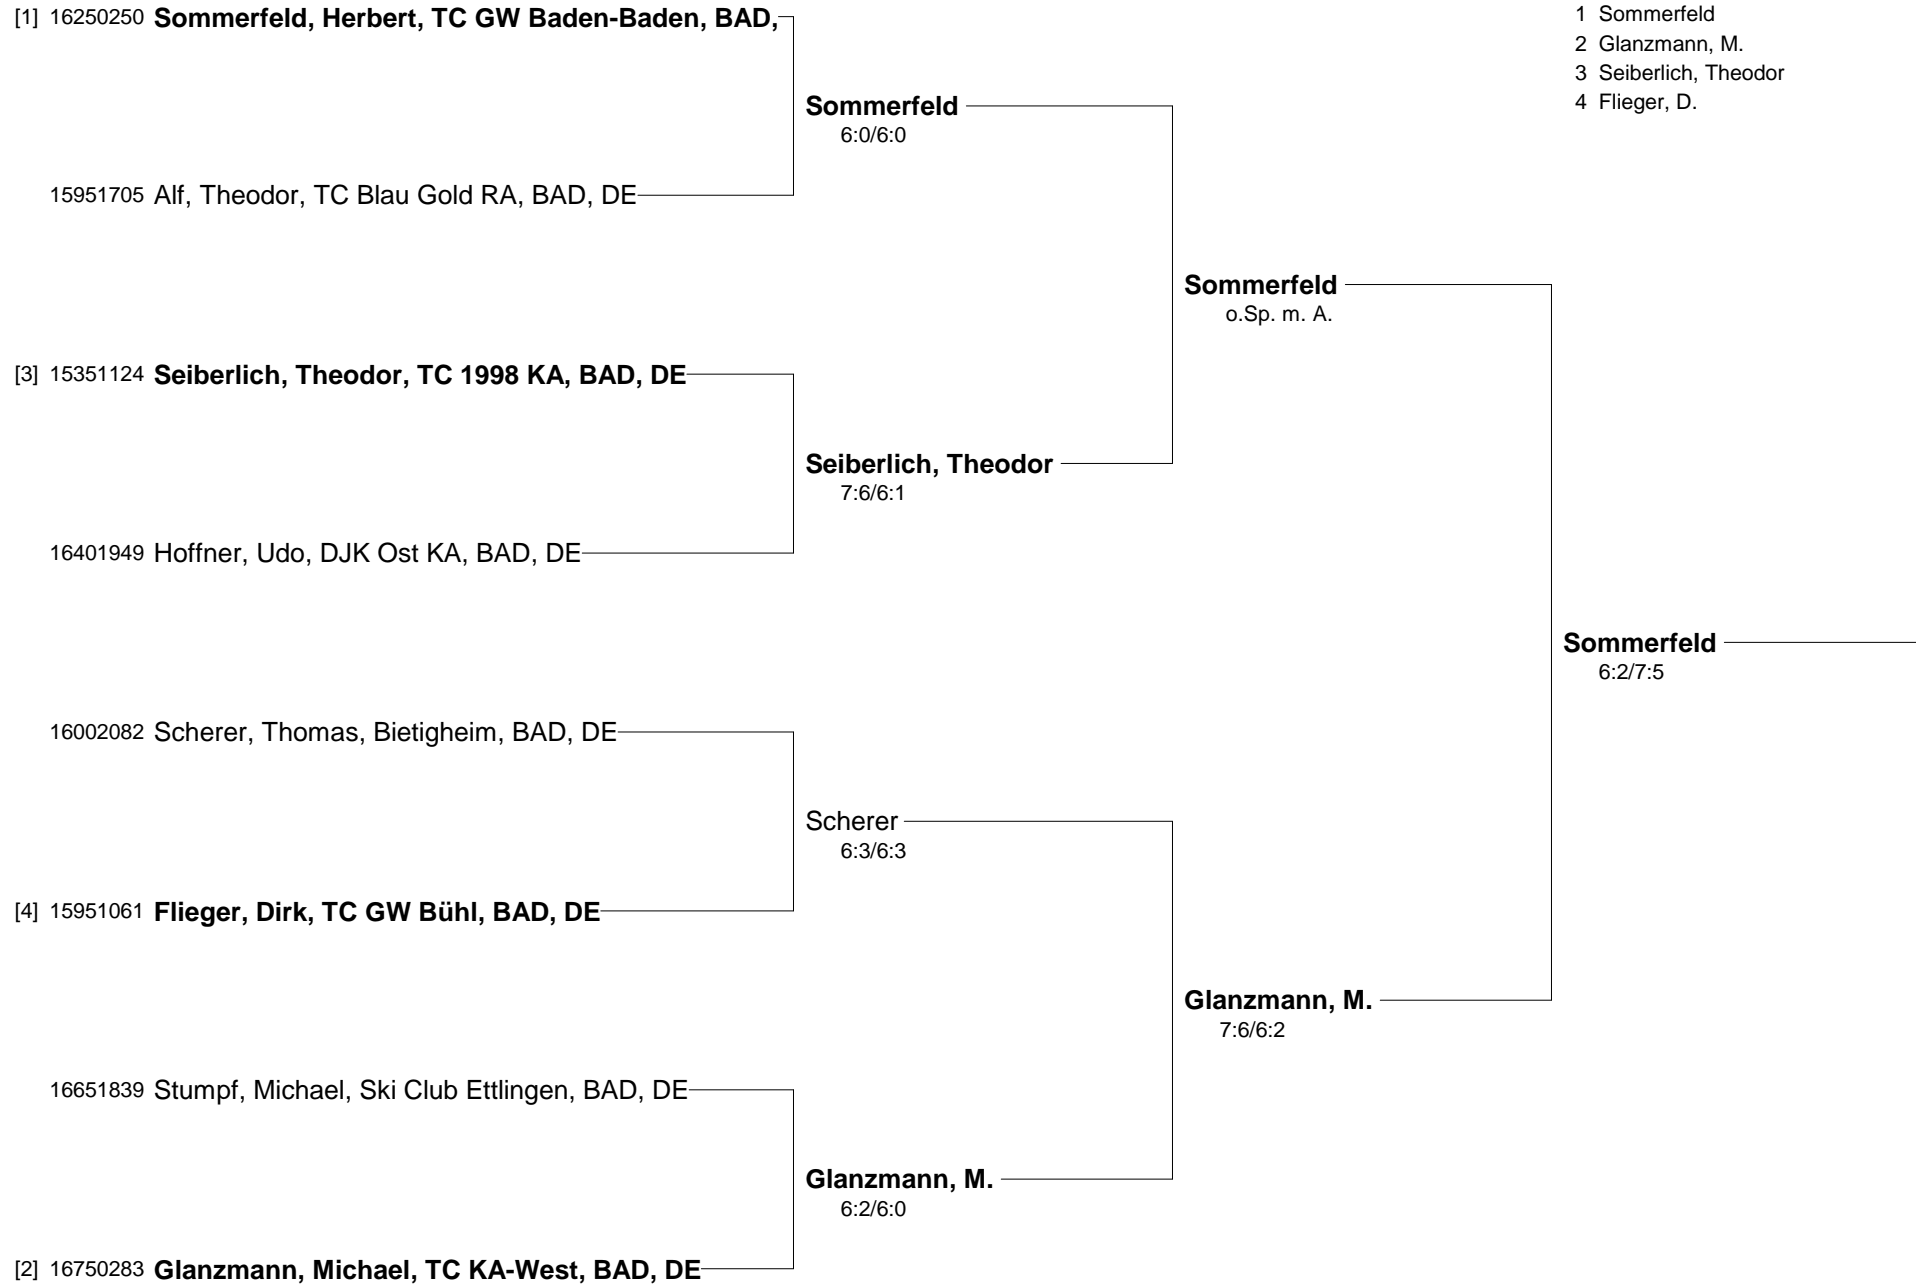 [1] 16250250 Sommerfeld, Herbert, TC GW Baden-Baden, BAD,
1 Sommerfeld
2 Glanzmann, M.
3 Seiberlich, Theodor
4 Flieger, D.
Sommerfeld
6:0/6:0
15951705 Alf, Theodor, TC Blau Gold RA, BAD, DE
Sommerfeld
o.Sp. m. A.
[3] 15351124 Seiberlich, Theodor, TC 1998 KA, BAD, DE
Seiberlich, Theodor
7:6/6:1
16401949 Hoffner, Udo, DJK Ost KA, BAD, DE
Sommerfeld
6:2/7:5
16002082 Scherer, Thomas, Bietigheim, BAD, DE
Scherer
6:3/6:3
[4] 15951061 Flieger, Dirk, TC GW Bühl, BAD, DE
Glanzmann, M.
7:6/6:2
16651839 Stumpf, Michael, Ski Club Ettlingen, BAD, DE
Glanzmann, M.
6:2/6:0
[2] 16750283 Glanzmann, Michael, TC KA-West, BAD, DE